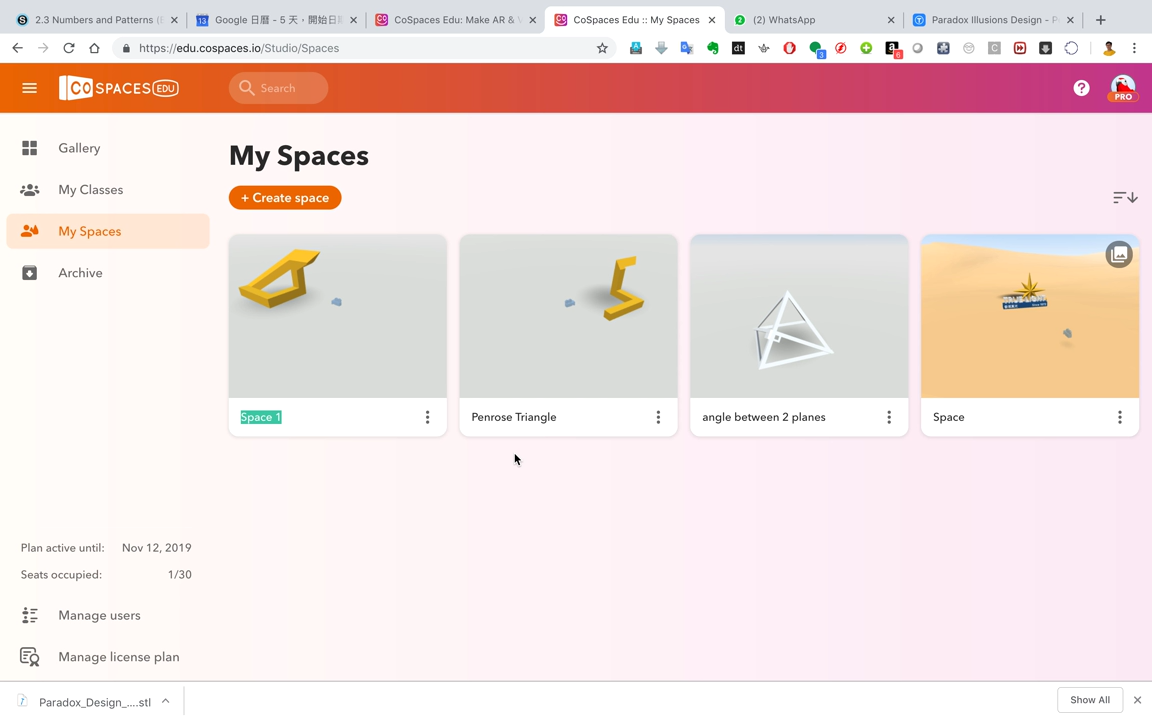 2.3 Numbers and Patterns (
Google 日曆 - 5 天，開始日
CoSpaces Edu: Make AR & V
CoSpaces Edu :: My Spaces
(2) WhatsApp
Paradox Illusions Design - P
https://edu.cospaces.io/Studio/Spaces
COSPACES EDU
Search
PRO
Gallery
My Classes
My Spaces
Archive
My Spaces
+ Create space
Space 1
Penrose Triangle
angle between 2 planes
Space
Plan active until: Nov 12, 2019
Seats occupied: 1/30
Manage users
Manage license plan
Paradox_Design_....stl
Show All